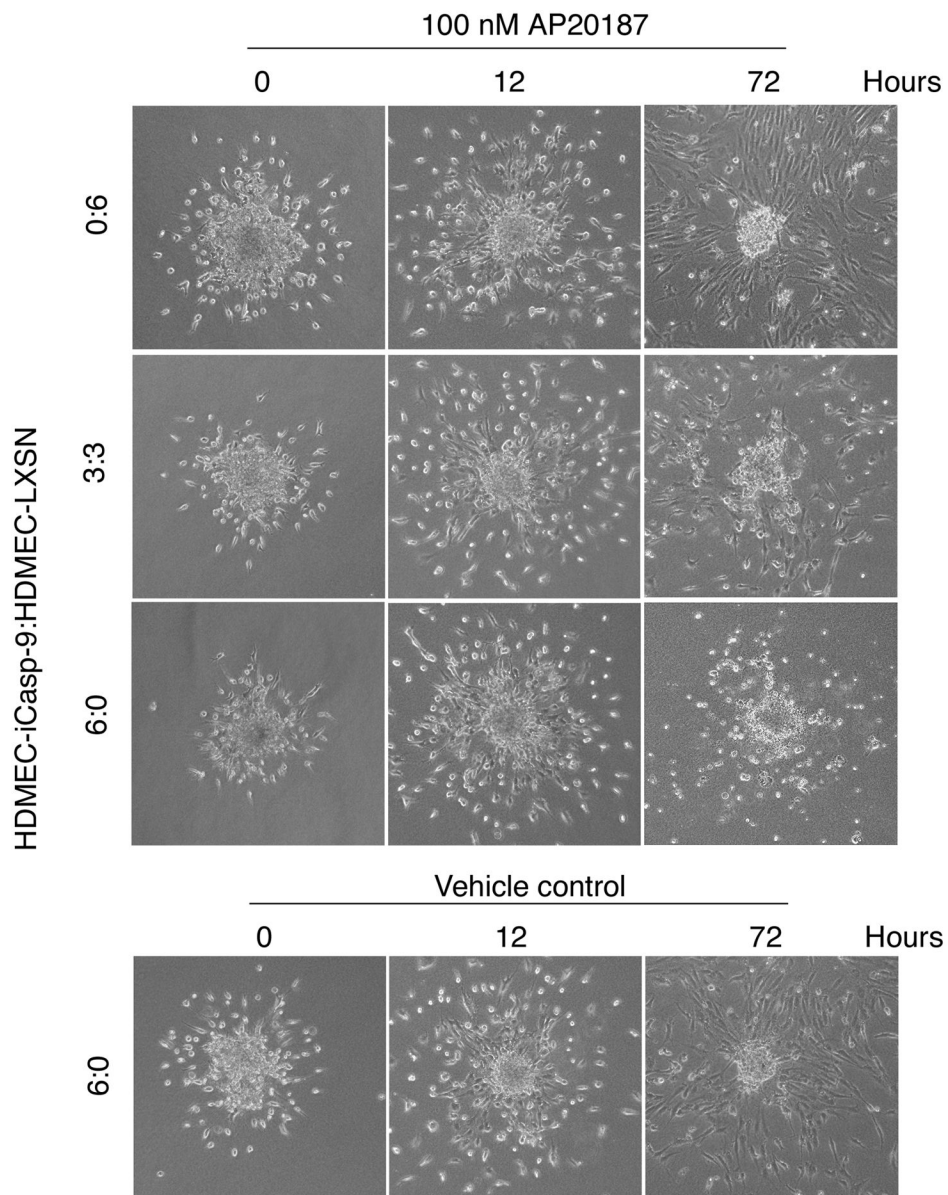 100 nM AP20187
0 12 72 Hours
HDMEC-iCasp-9:HDMEC-LXSN
0:6
3:3
6:0
Vehicle control
0 12 72 Hours
6:0